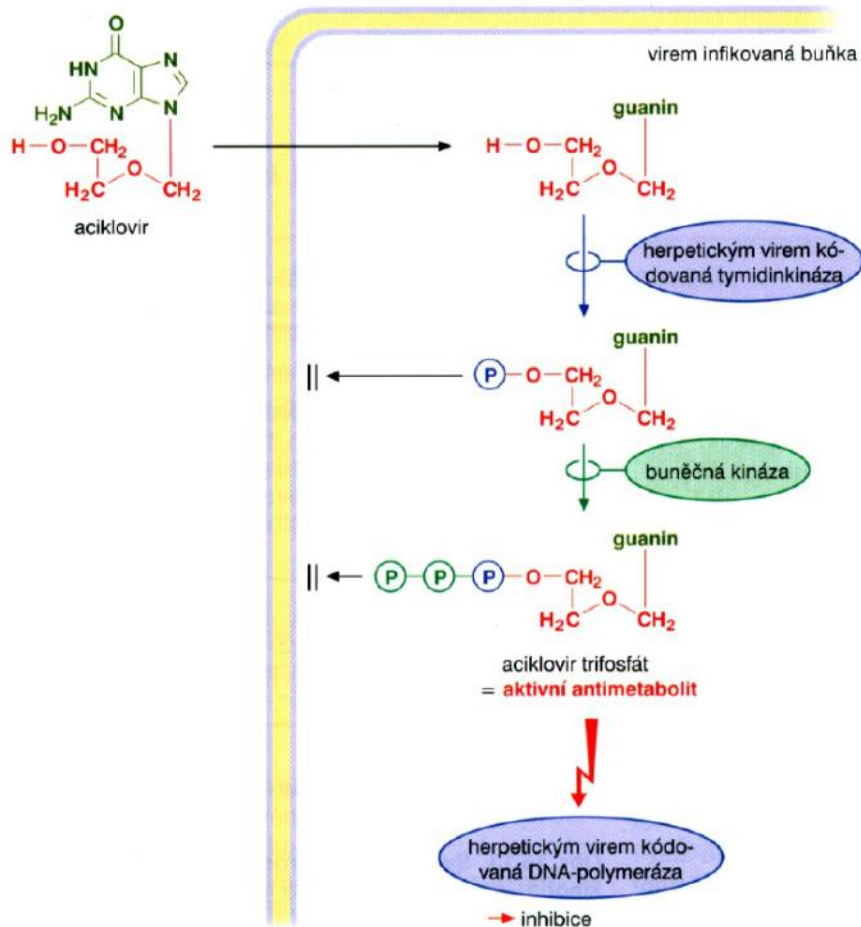 O
HN
N
H₂N
N
N
H–O–CH₂
O
H₂C
CH₂
aciklovir
virem infikovaná buňka
guanin
H–O–CH₂
O
H₂C
CH₂
herpetickým virem kó-
dovaná tymidinkináza
guanin
P–O–CH₂
O
H₂C
CH₂
buněčná kináza
guanin
P–P–P–O–CH₂
O
H₂C
CH₂
aciklovir trifosfát
= aktivní antimetabolit
herpetickým virem kódo-
vaná DNA-polymeráza
inhibice